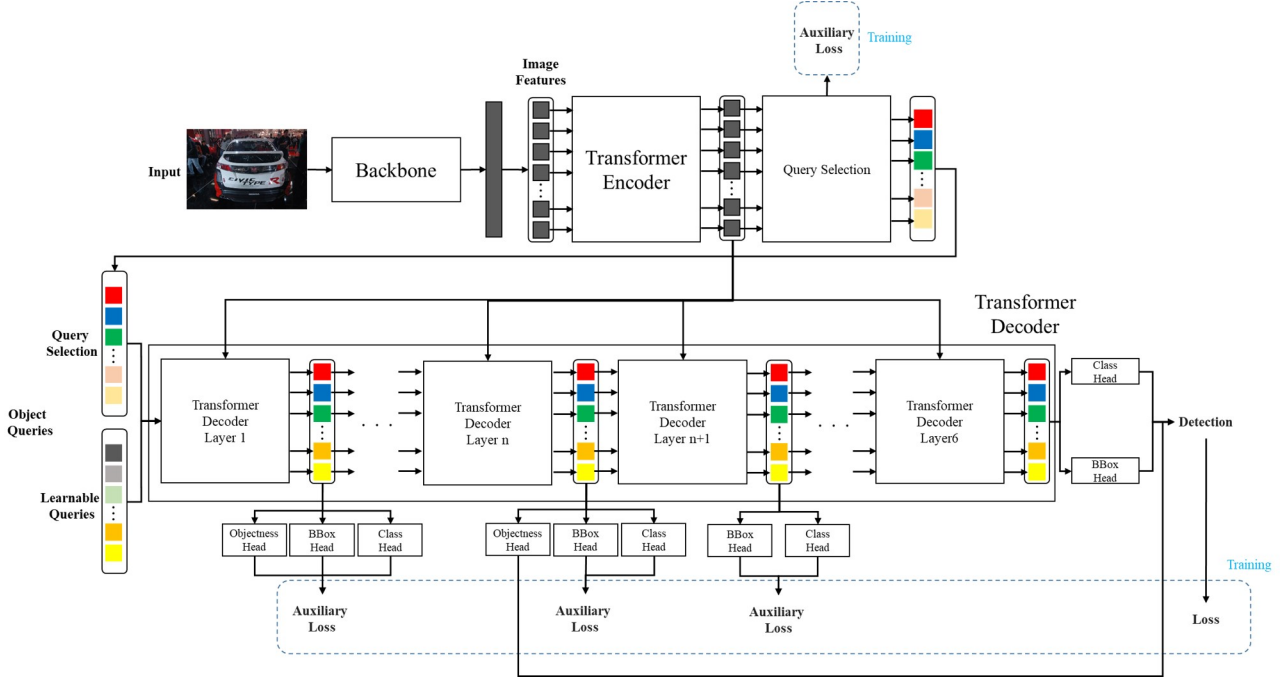 Auxiliary
Loss
Training
Image
Features
Input
Backbone
Transformer
Encoder
Query Selection
CIVIC
TYPE R
Transformer
Decoder
Query
Selection
Object
Queries
Learnable
Queries
Transformer
Decoder
Layer 1
. . .
Transformer
Decoder
Layer n
Transformer
Decoder
Layer n+1
. . .
Transformer
Decoder
Layer6
Class
Head
BBox
Head
Detection
Objectness
Head
BBox
Head
Class
Head
Objectness
Head
BBox
Head
Class
Head
BBox
Head
Class
Head
Training
Auxiliary
Loss
Auxiliary
Loss
Auxiliary
Loss
Loss